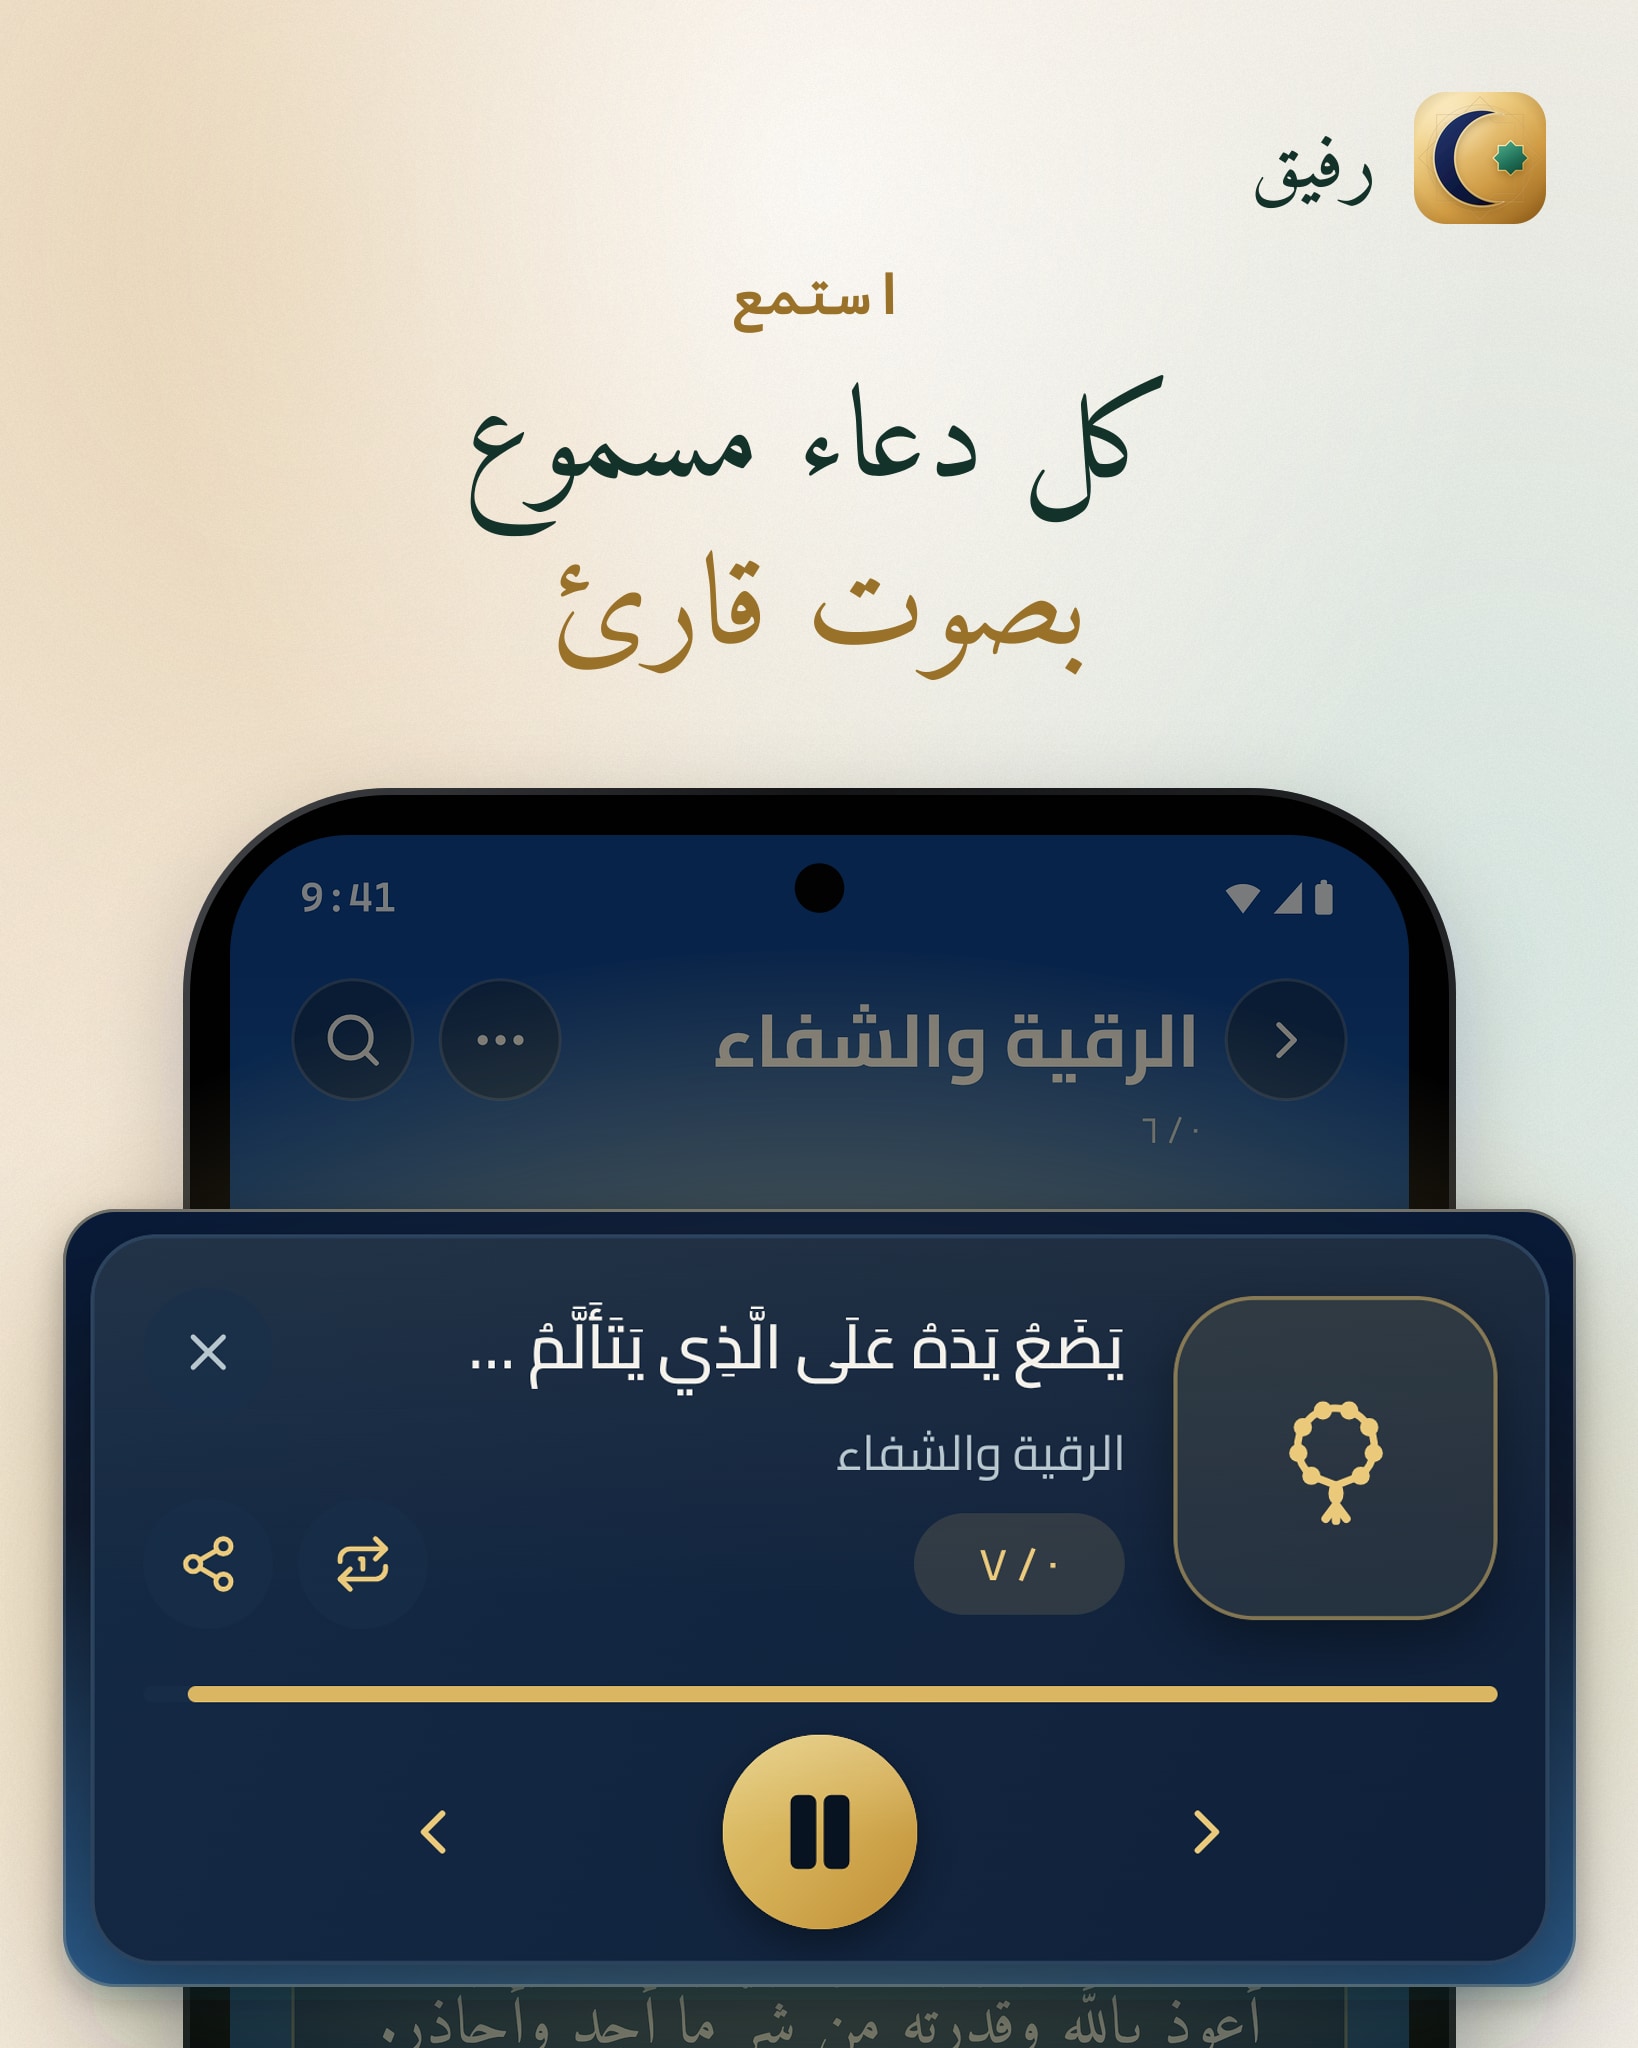 رفيق
استمع
كل دعاء مسموع
بصوت قارئ
9:41
الرقية والشفاء
٠/٦
يَضَعُ يَدَهُ عَلَى الَّذِي يَتَأَلَّمُ ...
الرقية والشفاء
٠/٧
أعوذ بالله وقدرته من شر ما أجد وأحاذر.